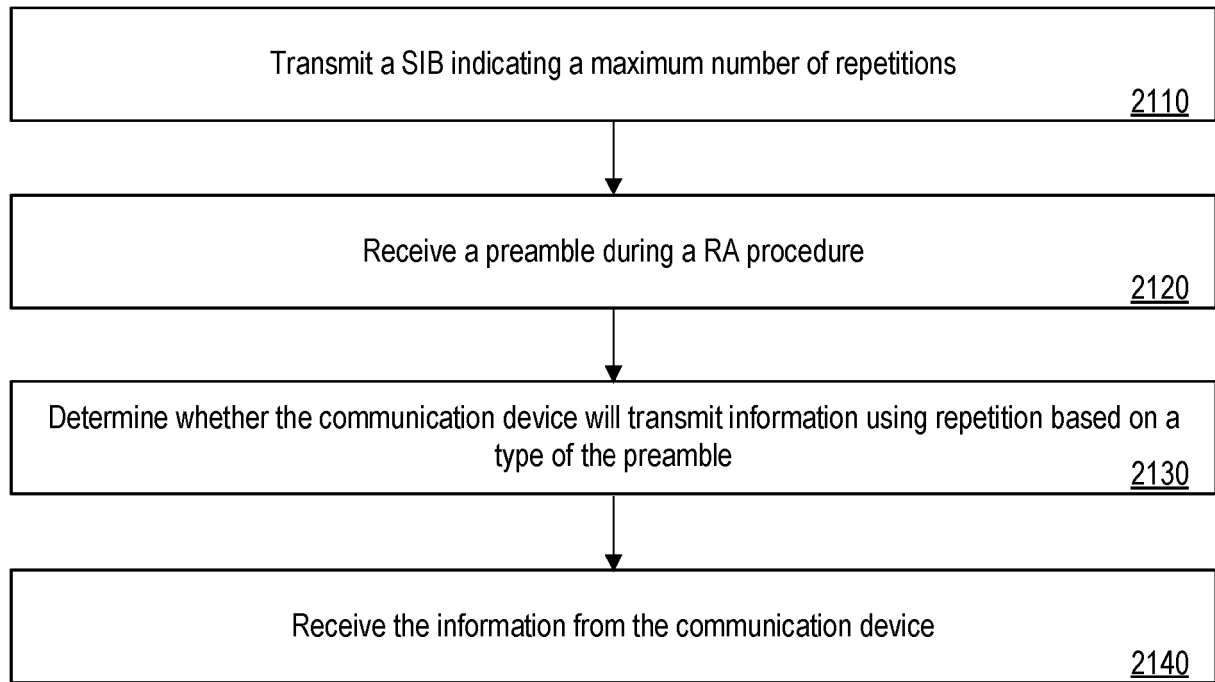 Transmit a SIB indicating a maximum number of repetitions
2110
Receive a preamble during a RA procedure
2120
Determine whether the communication device will transmit information using repetition based on a
type of the preamble
2130
Receive the information from the communication device
2140